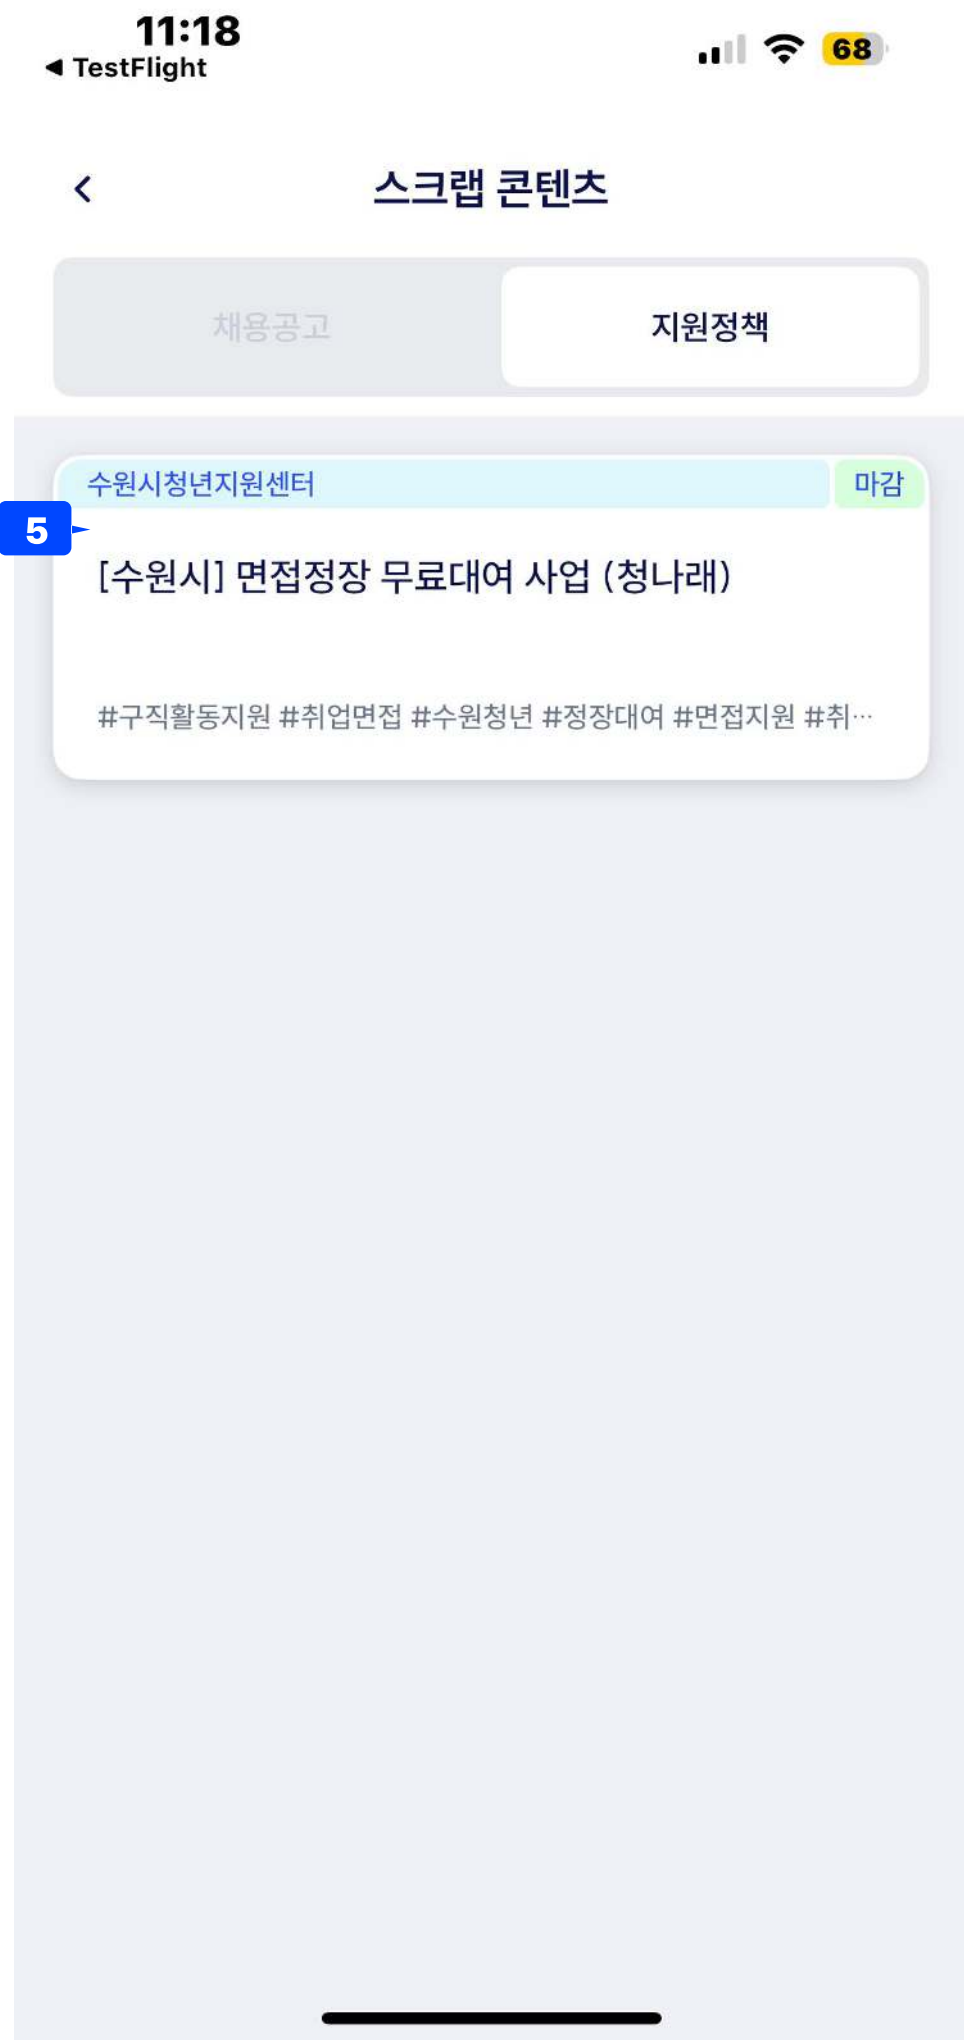 11:18
◀ TestFlight
68
스크랩 콘텐츠
채용공고
지원정책
수원시청년지원센터
마감
5
[수원시] 면접정장 무료대여 사업 (청나래)
#구직활동지원 #취업면접 #수원청년 #정장대여 #면접지원 #취…